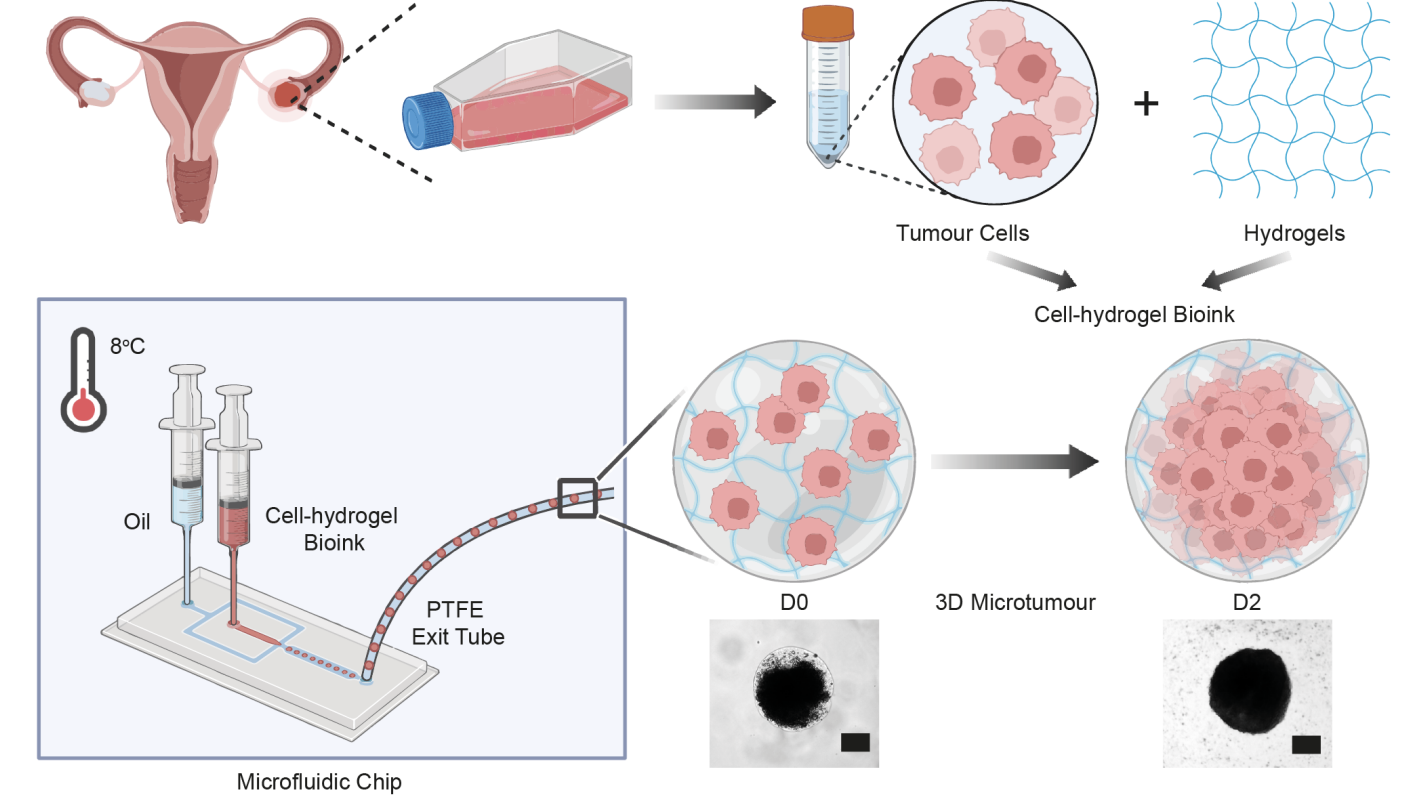 +
Tumour Cells
Hydrogels
Cell-hydrogel Bioink
8°C
Oil
Cell-hydrogel
Bioink
PTFE
Exit Tube
D0
3D Microtumour
D2
Microfluidic Chip